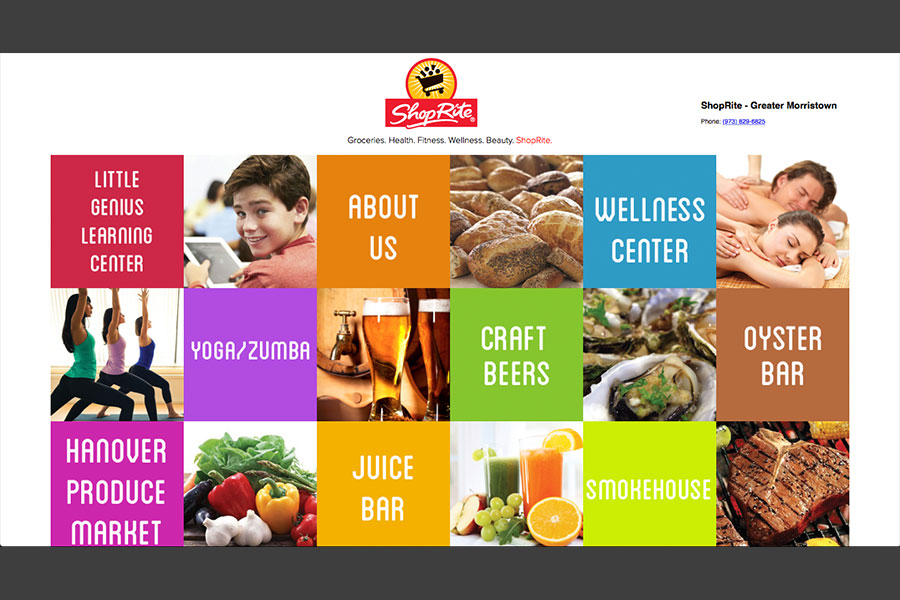 ShopRite®
Groceries. Health. Fitness. Wellness. Beauty. ShopRite.
ShopRite - Greater Morristown
Phone: (973) 829-6825
LITTLE
GENIUS
LEARNING
CENTER
ABOUT
US
WELLNESS
CENTER
YOGA/ZUMBA
CRAFT
BEERS
OYSTER
BAR
HANOVER
PRODUCE
MARKET
JUICE
BAR
SMOKEHOUSE